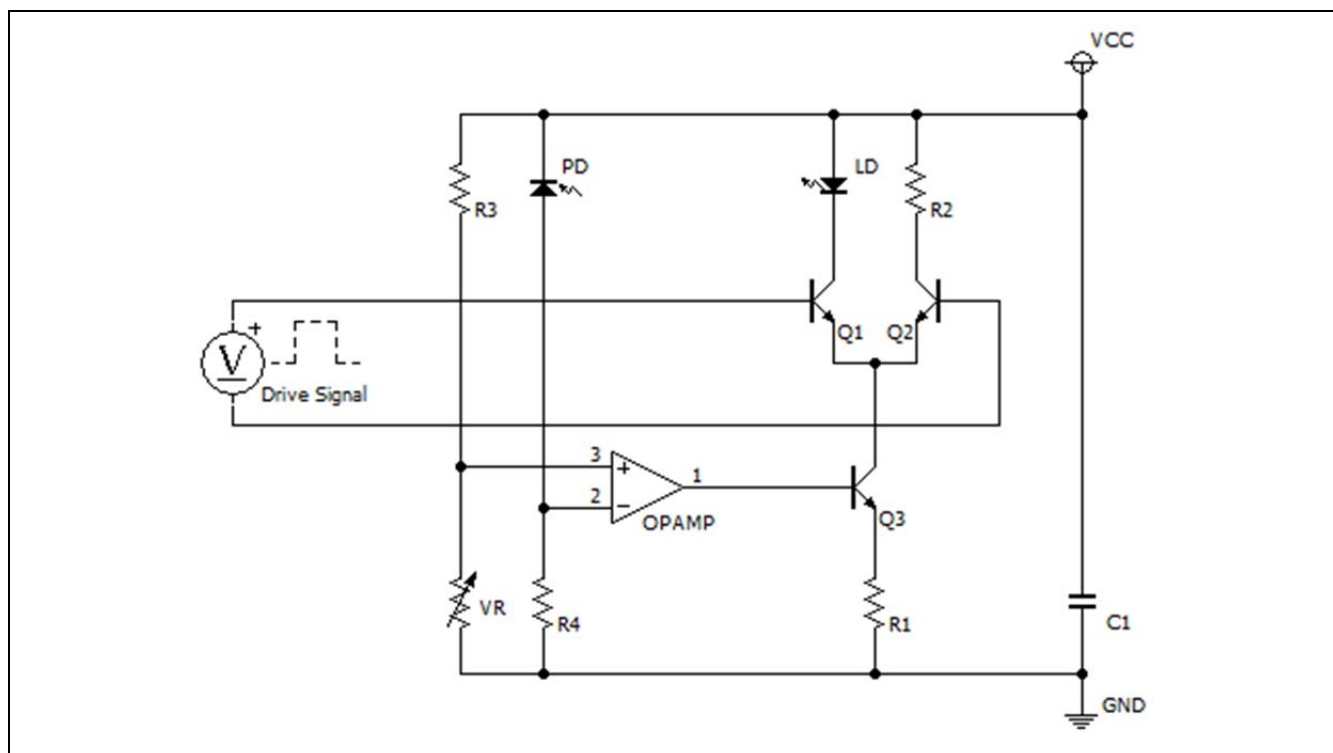 VCC
PD
LD
R3
R2
Q1
Q2
+
V
Drive Signal
3
+
1
2
−
OPAMP
Q3
VR
R4
R1
C1
GND